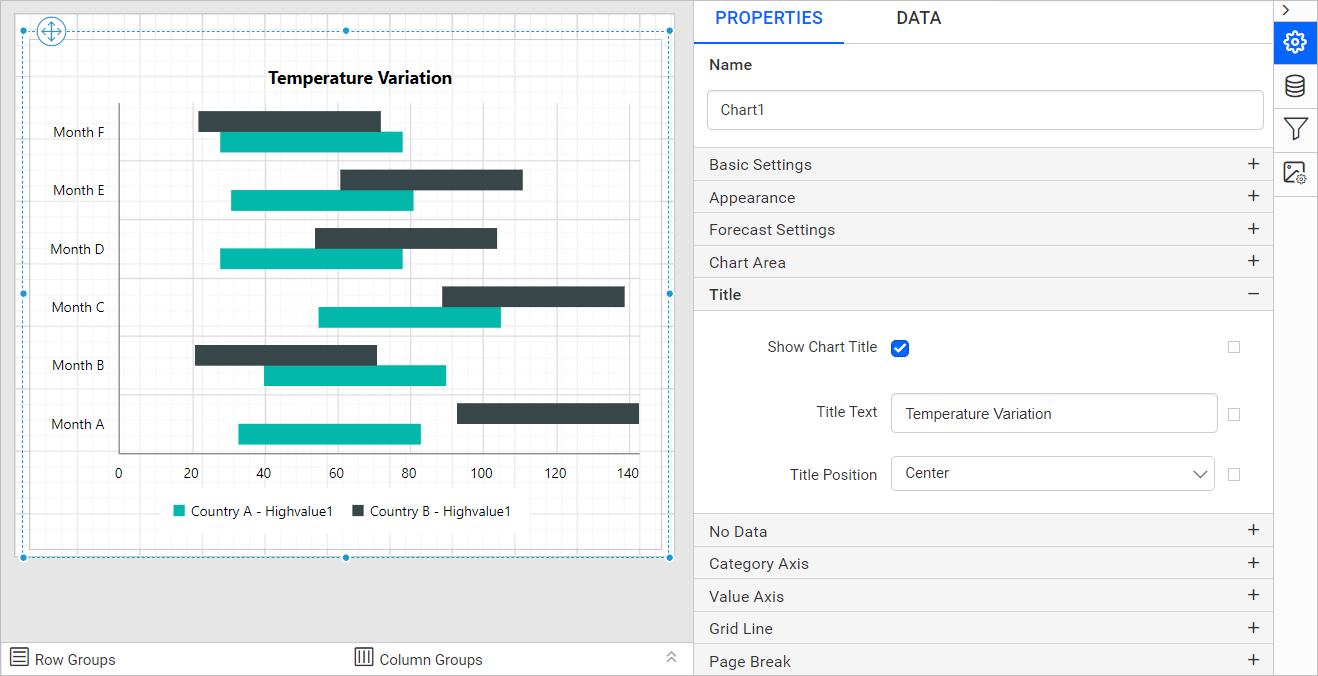 Temperature Variation
Month F
Month E
Month D
Month C
Month B
Month A
0 20 40 60 80 100 120 140
Country A - Highvalue1 Country B - Highvalue1
Row Groups Column Groups
PROPERTIES DATA
Name
Chart1
Basic Settings
Appearance
Forecast Settings
Chart Area
Title
Show Chart Title
Title Text Temperature Variation
Title Position Center
No Data
Category Axis
Value Axis
Grid Line
Page Break